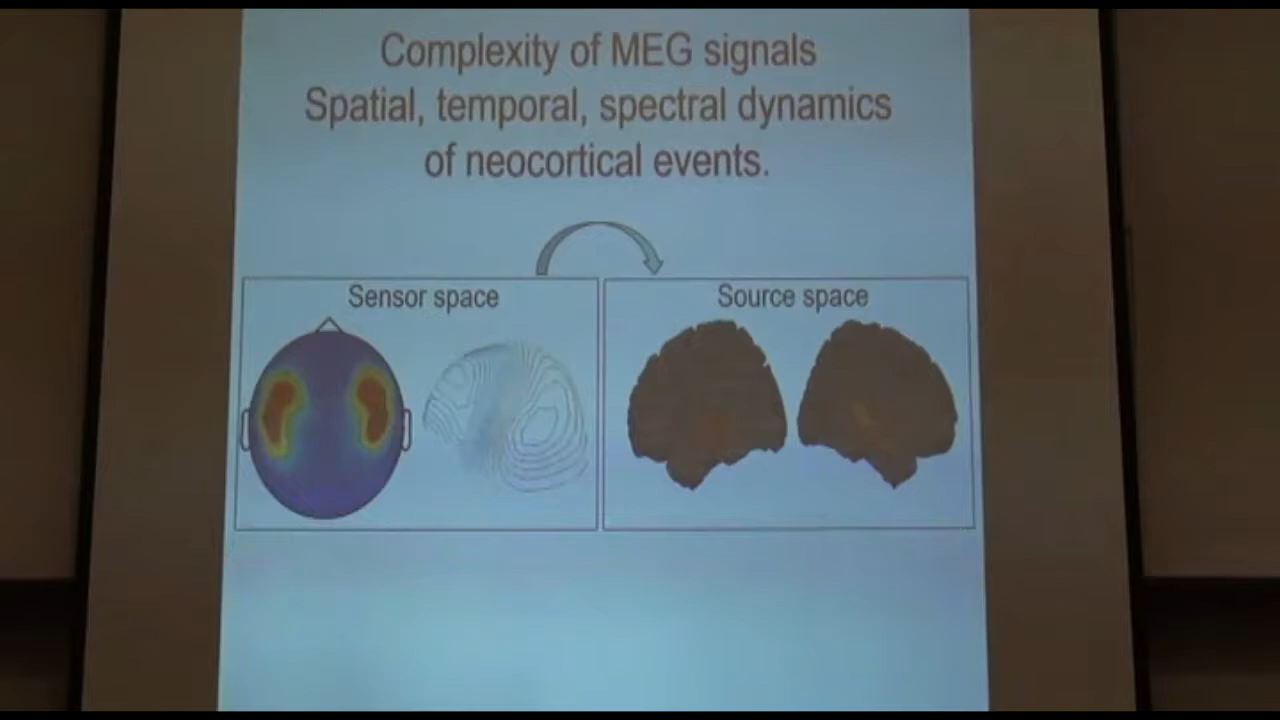 Complexity of MEG signals
Spatial, temporal, spectral dynamics
of neocortical events.
Sensor space
Source space